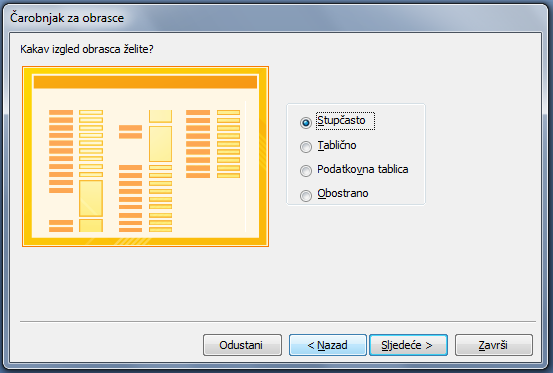 Čarobnjak za obrasce
Kakav izgled obrasca želite?
Stupčasto
Tablično
Podatkovna tablica
Obostrano
Odustani
< Nazad
Sljedeće >
Završi